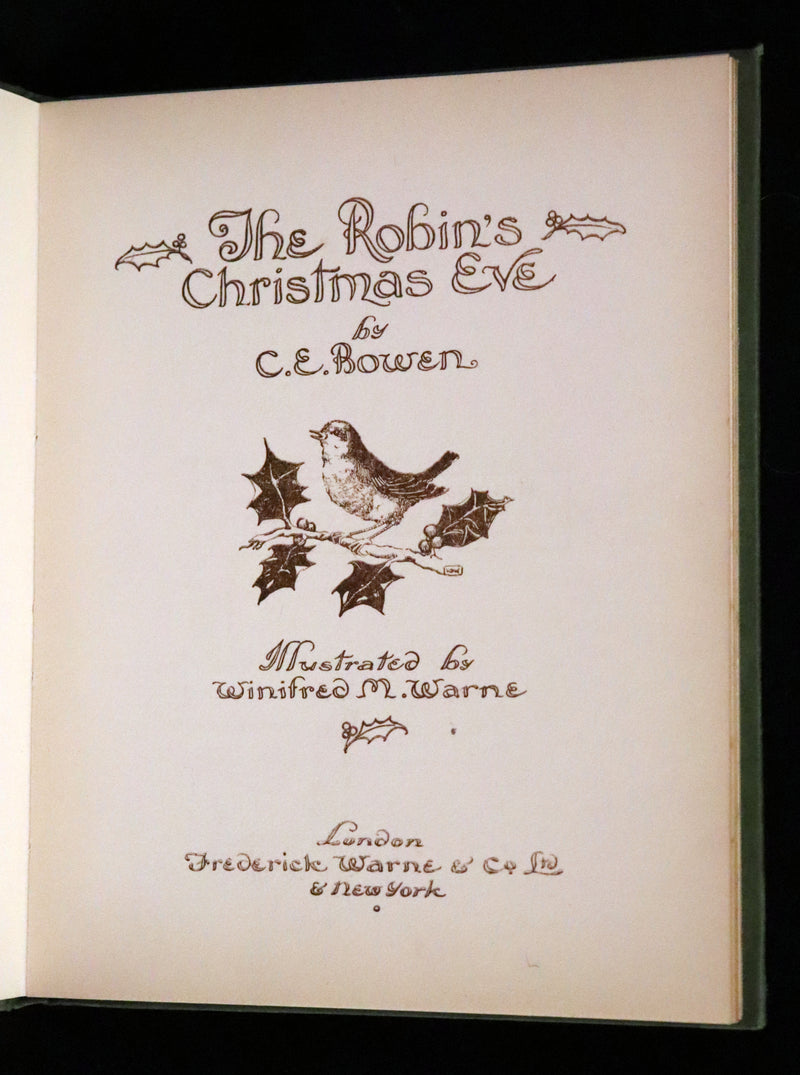 The Robin's
Christmas Eve
by
C.E. Bowen
Illustrated by
Winifred M. Warne
London
Frederick Warne & Co Ltd
& New York